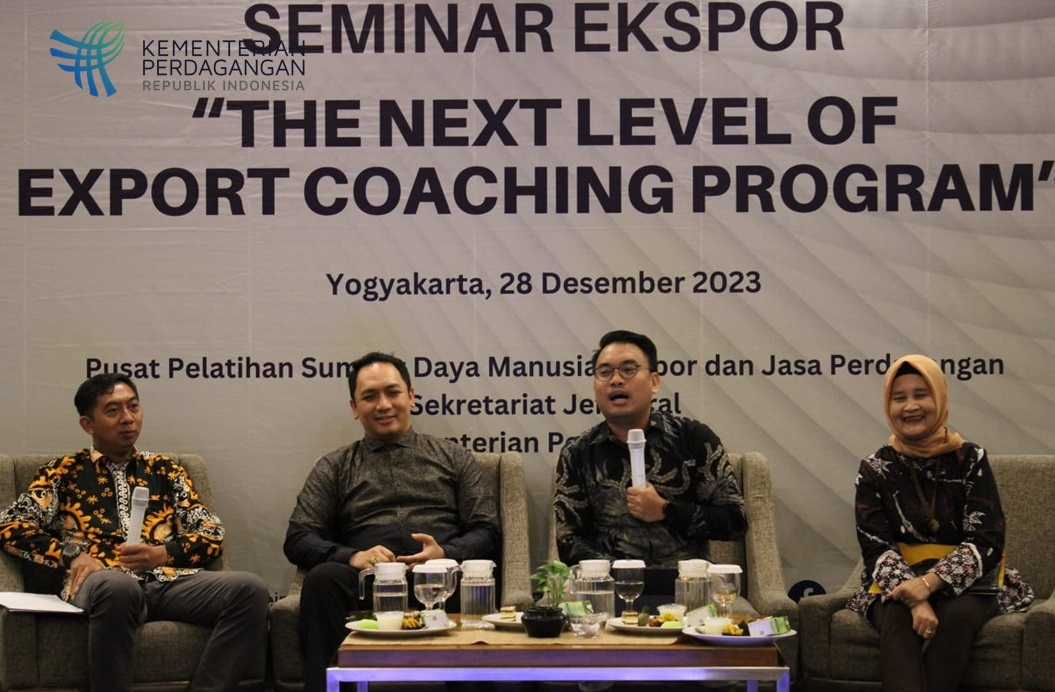 SEMINAR EKSPOR
KEMENTERIAN
PERDAGANGAN
REPUBLIK INDONESIA
“THE NEXT LEVEL OF
EXPORT COACHING PROGRAM”
Yogyakarta, 28 Desember 2023
Pusat Pelatihan Daya Manusia dan Jasa
Sekretariat